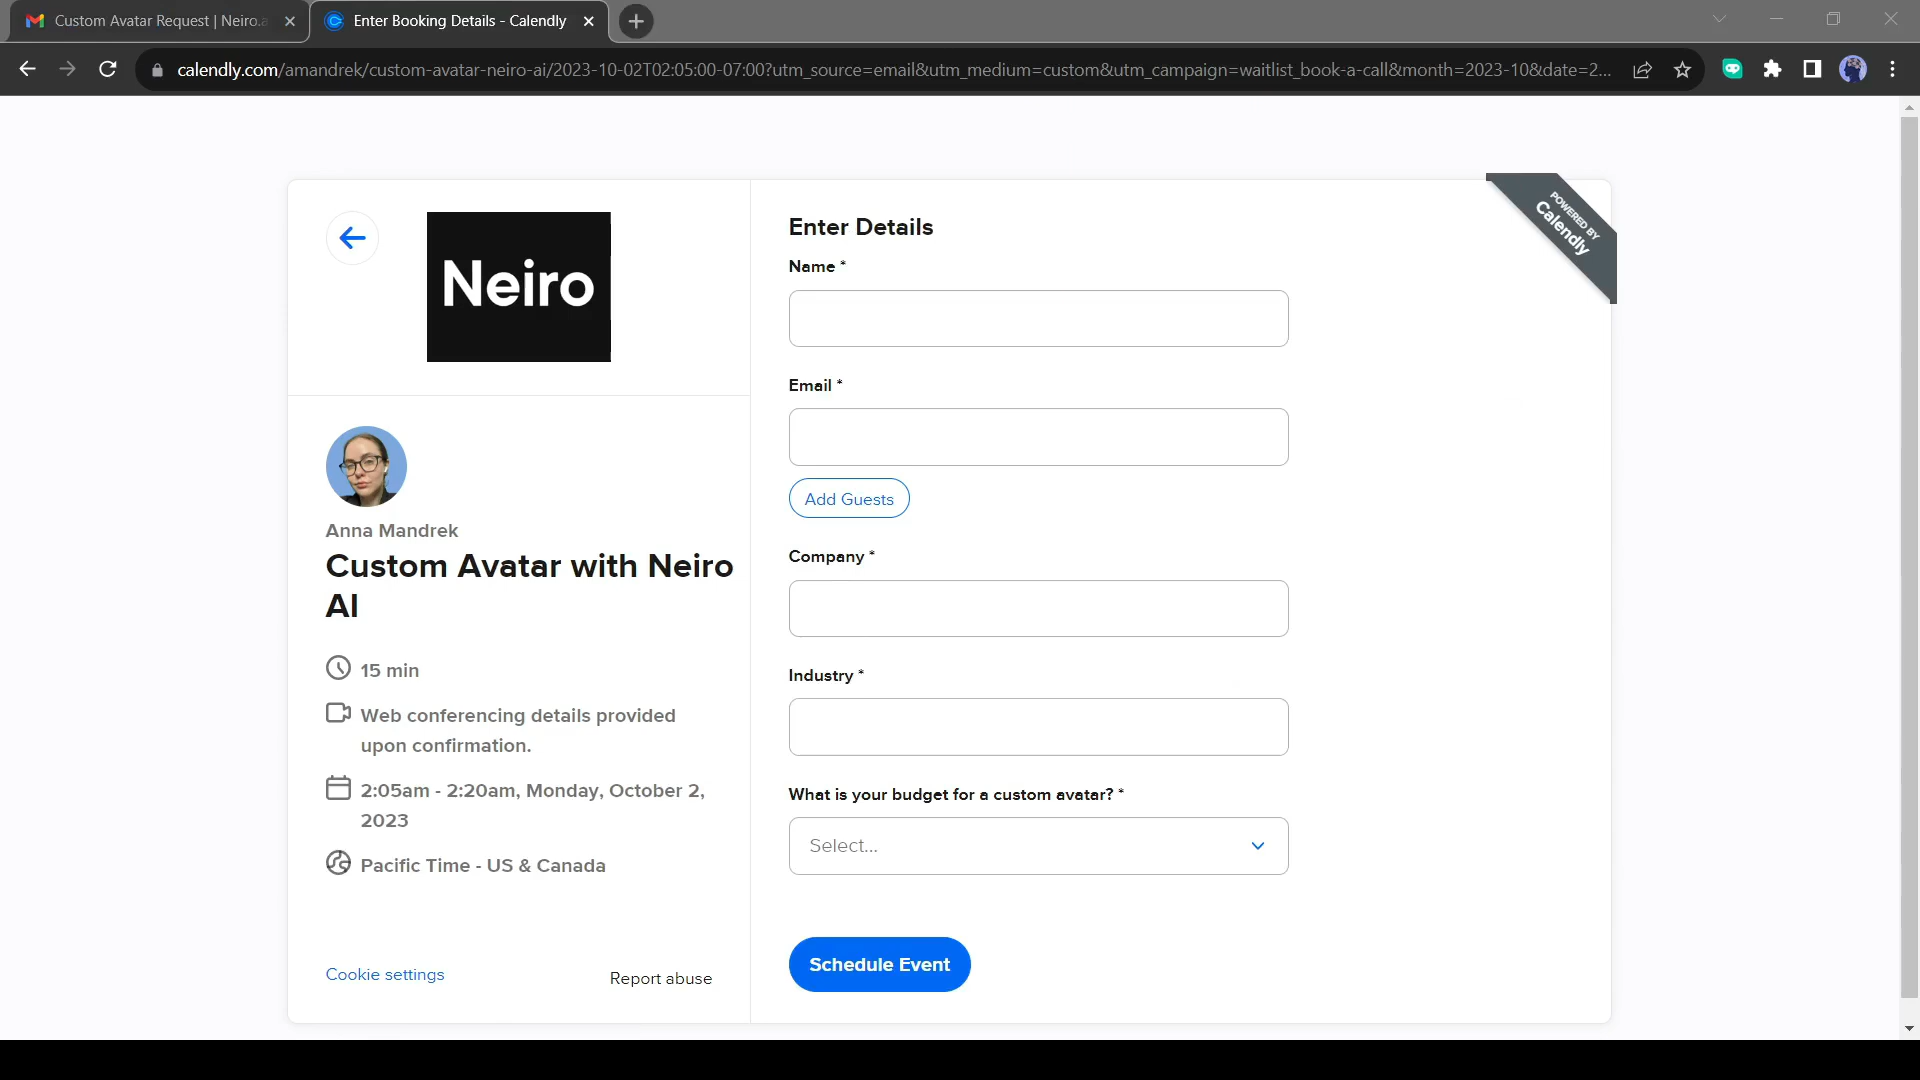 Custom Avatar Request | Neiro.a
Enter Booking Details - Calendly
calendly.com/amandrek/custom-avatar-neiro-ai/2023-10-02T02:05:00-07:00?utm_source=email&utm_medium=custom&utm_campaign=waitlist_book-a-call&month=2023-10&date=2...
Neiro
Anna Mandrek
Custom Avatar with Neiro
AI
15 min
Web conferencing details provided
upon confirmation.
2:05am - 2:20am, Monday, October 2,
2023
Pacific Time - US & Canada
Cookie settings
Report abuse
POWERED BY
Calendly
Enter Details
Name *
Email *
Add Guests
Company *
Industry *
What is your budget for a custom avatar? *
Select...
Schedule Event